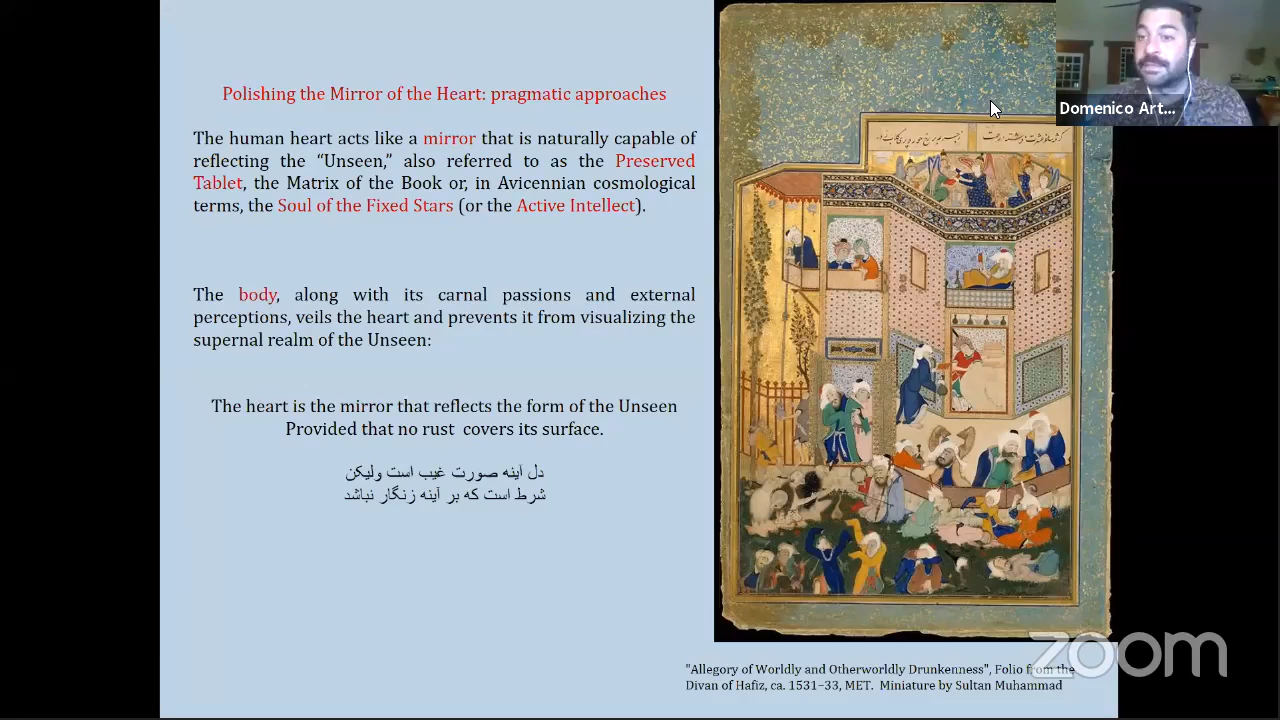 Polishing the Mirror of the Heart: pragmatic approaches
The human heart acts like a mirror that is naturally capable of
reflecting the “Unseen,” also referred to as the Preserved
Tablet, the Matrix of the Book or, in Avicennian cosmological
terms, the Soul of the Fixed Stars (or the Active Intellect).
The body, along with its carnal passions and external
perceptions, veils the heart and prevents it from visualizing the
supernal realm of the Unseen:
The heart is the mirror that reflects the form of the Unseen
Provided that no rust covers its surface.
دل آینه صورت غیب است ولیکن
شرط است که بر آینه زنگار نباشد
"Allegory of Worldly and Otherworldly Drunkenness", Folio from the
Divan of Hafiz, ca. 1531–33, MET. Miniature by Sultan Muhammad
Domenico Art...
zoom